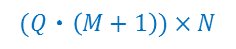 (Q · (M + 1)) × N